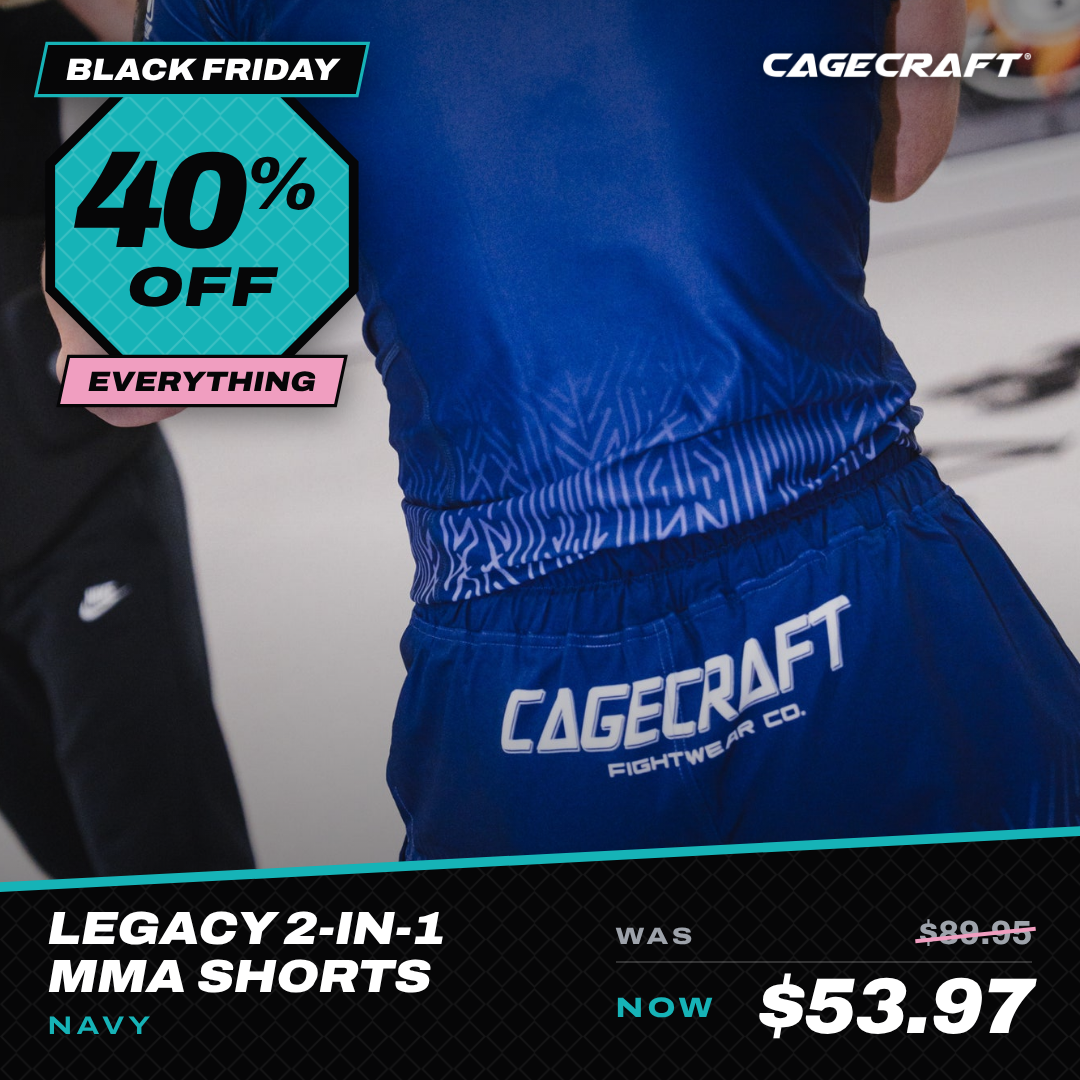 BLACK FRIDAY
CAGECRAFT®
40%
OFF
EVERYTHING
CAGECRAFT
FIGHTWEAR CO.
LEGACY 2-IN-1
MMA SHORTS
NAVY
WAS $89.95
NOW $53.97